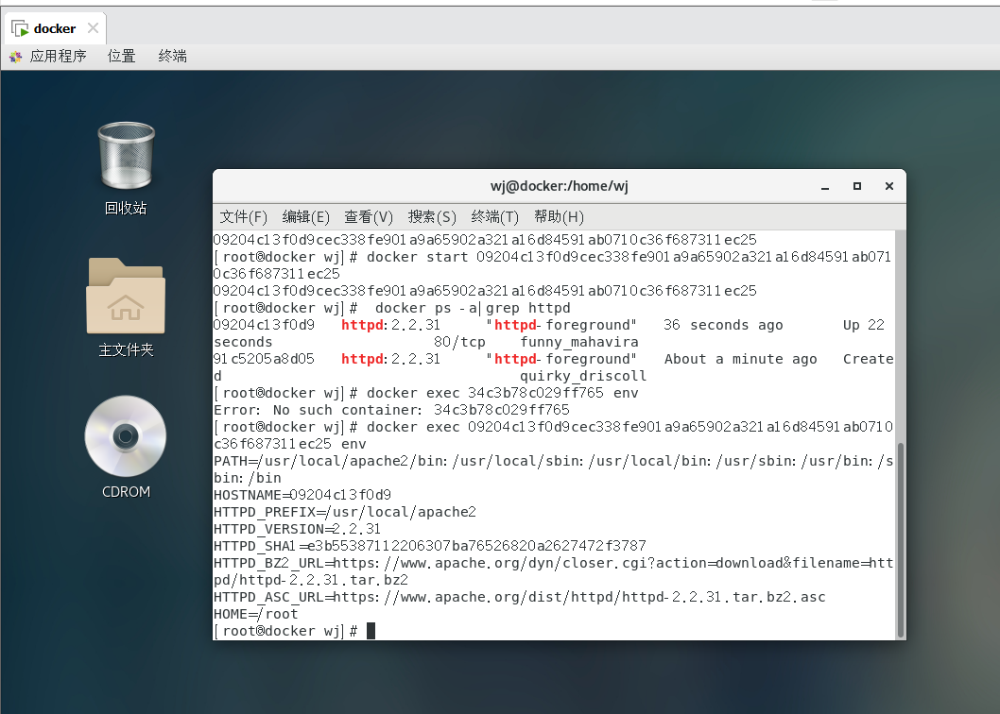 docker
应用程序 位置 终端
回收站
主文件夹
CDROM
wj@docker:/home/wj
文件(F) 编辑(E) 查看(V) 搜索(S) 终端(T) 帮助(H)
09204c13f0d9cec338fe901a9a65902a321a16d84591ab0710c36f687311ec25
[root@docker wj]# docker start 09204c13f0d9cec338fe901a9a65902a321a16d84591ab071
0c36f687311ec25
09204c13f0d9cec338fe901a9a65902a321a16d84591ab0710c36f687311ec25
[root@docker wj]#  docker ps -a|grep httpd
09204c13f0d9   httpd:2.2.31     "httpd-foreground"   36 seconds ago       Up 22
seconds                   80/tcp    funny_mahavira
91c5205a8d05   httpd:2.2.31     "httpd-foreground"   About a minute ago   Create
d                                   quirky_driscoll
[root@docker wj]# docker exec 34c3b78c029ff765 env
Error: No such container: 34c3b78c029ff765
[root@docker wj]# docker exec 09204c13f0d9cec338fe901a9a65902a321a16d84591ab0710
c36f687311ec25 env
PATH=/usr/local/apache2/bin:/usr/local/sbin:/usr/local/bin:/usr/sbin:/usr/bin:/s
bin:/bin
HOSTNAME=09204c13f0d9
HTTPD_PREFIX=/usr/local/apache2
HTTPD_VERSION=2.2.31
HTTPD_SHA1=e3b55387112206307ba76526820a2627472f3787
HTTPD_BZ2_URL=https://www.apache.org/dyn/closer.cgi?action=download&filename=htt
pd/httpd-2.2.31.tar.bz2
HTTPD_ASC_URL=https://www.apache.org/dist/httpd/httpd-2.2.31.tar.bz2.asc
HOME=/root
[root@docker wj]#